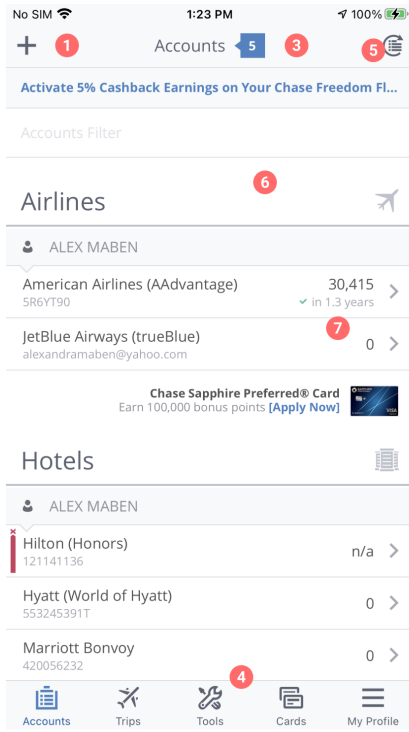 No SIM 1:23 PM 100%
1 Accounts 5 3 5
Activate 5% Cashback Earnings on Your Chase Freedom Fl...
Accounts Filter
6
Airlines
ALEX MABEN
American Airlines (AAdvantage) 30,415
5R6YT90 in 1.3 years
7
JetBlue Airways (trueBlue) 0
alexandramaben@yahoo.com
Chase Sapphire Preferred® Card
Earn 100,000 bonus points [Apply Now]
VISA
Hotels
ALEX MABEN
Hilton (Honors) n/a
121141136
Hyatt (World of Hyatt) 0
553245391T
Marriott Bonvoy 0
420056232
4
Accounts Trips Tools Cards My Profile